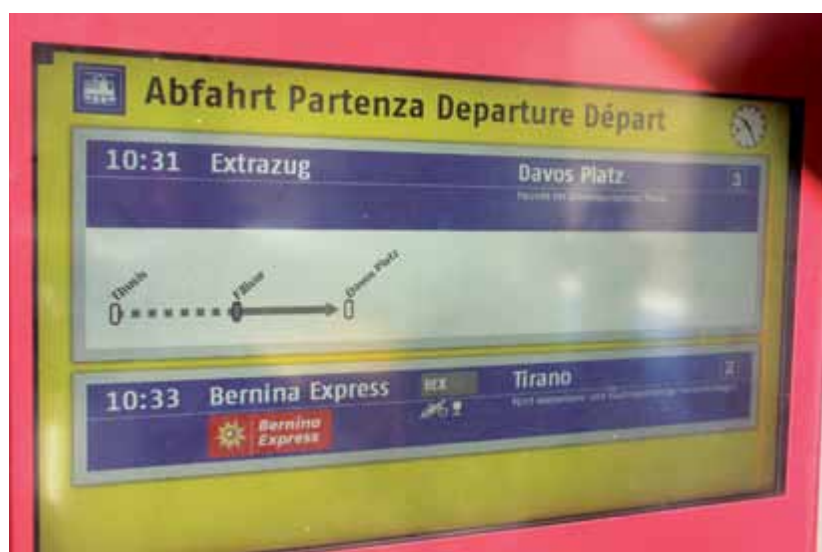 Abfahrt Partenza Departure Départ
10:31 Extrazug Davos Platz 3
Thusis Filisur Davos Platz
10:33 Bernina Express BEX Tirano 2
Bernina
Express